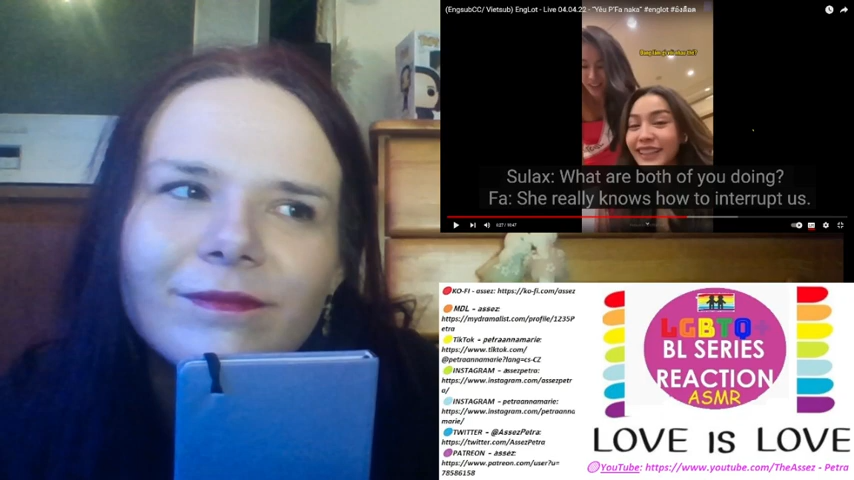 (EngsubCC/ Vietsub) EngLot - Live 04.04.22 - "Yêu P'Fa naka" #englot #อิงล็อต
Sulax: What are both of you doing?
Fa: She really knows how to interrupt us.
KO-FI - assez: https://ko-fi.com/assez
MDL - assez:
https://mydramalist.com/profile/1235P
etra
TikTok - petraannamarie:
https://www.tiktok.com/
@petraannamarie?lang=cs-CZ
INSTAGRAM - assezpetra:
https://www.instagram.com/assezpetr
a/
INSTAGRAM - petraannamarie:
https://www.instagram.com/petraanna
marie/
TWITTER - @AssezPetra:
https://twitter.com/AssezPetra
PATREON - assez:
https://www.patreon.com/user?u=
78586158
LGBTQ+
BL SERIES
REACTION
ASMR
LOVE IS LOVE
YouTube: https://www.youtube.com/TheAssez - Petra